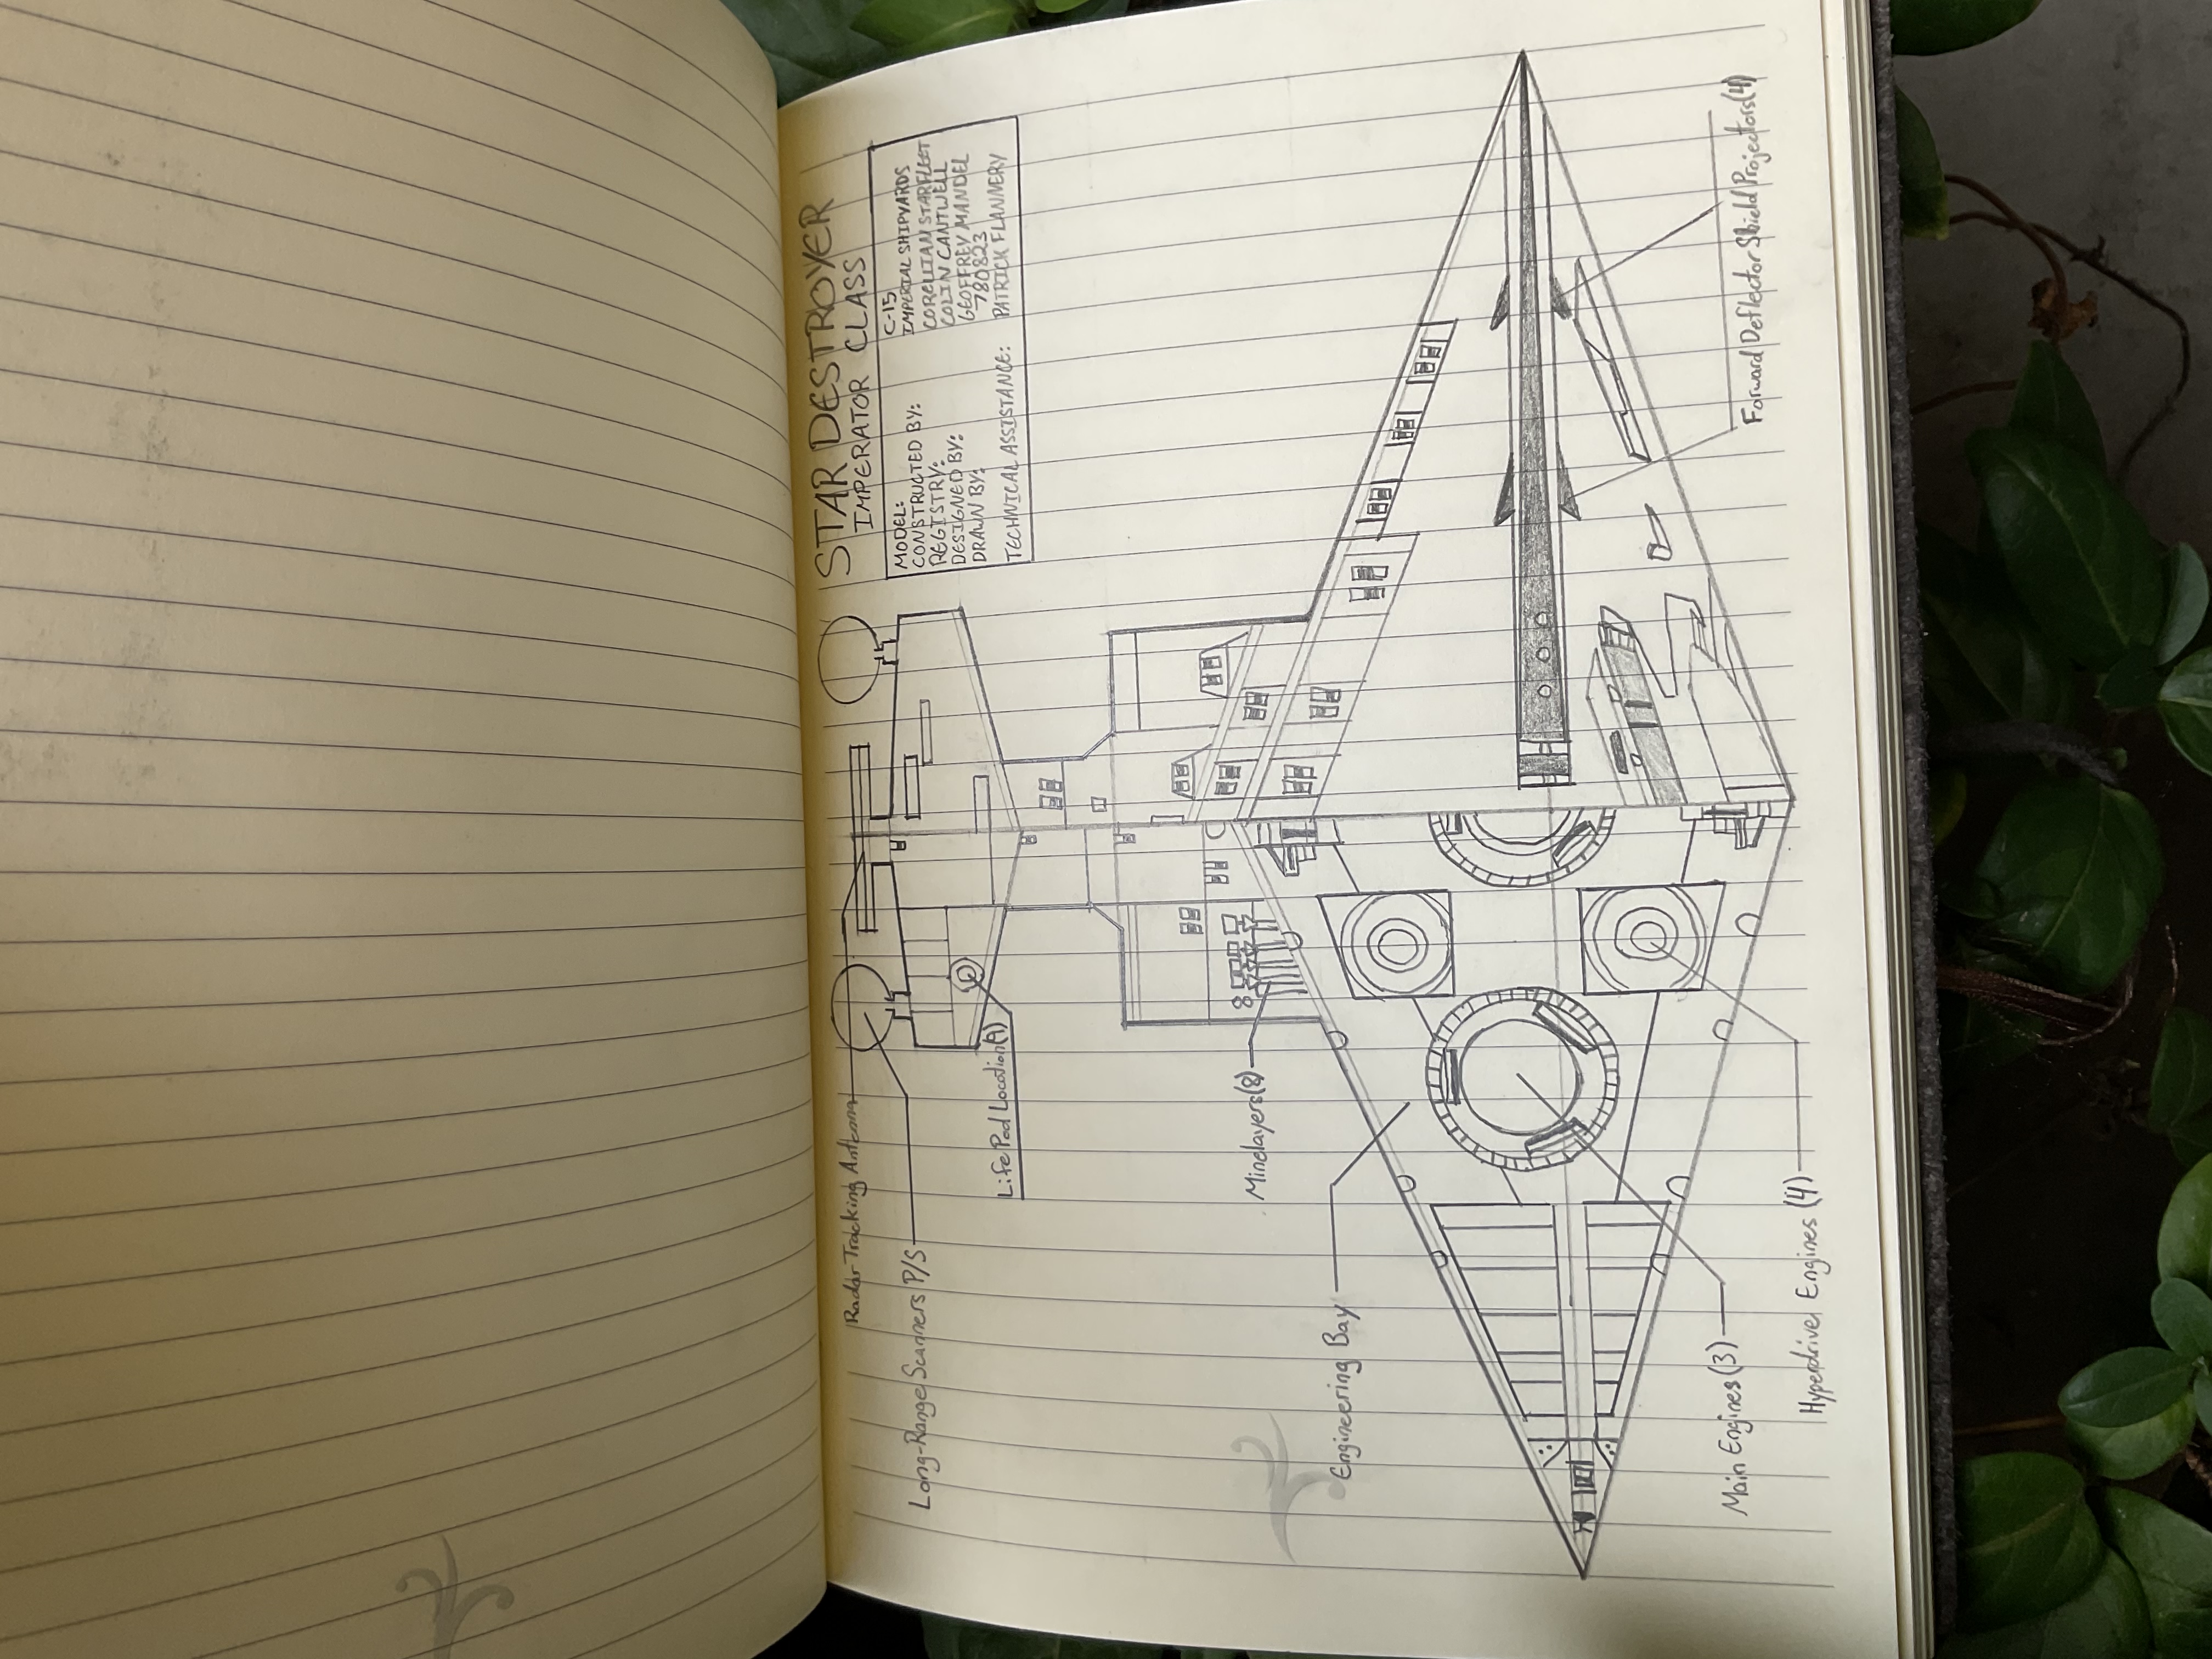 STAR DESTROYER
IMPERATOR CLASS
MODEL: C-15
CONSTRUCTED BY: IMPERIAL SHIPYARDS
REGISTRY: CORELLIAN STARFLEET
DESIGNED BY: COLIN CANTWELL
DRAWN BY: GEOFFREY MANDEL
780823
TECHNICAL ASSISTANCE: PATRICK FLANNERY
Radar Tracking Antenna
Long-Range Scanners P/S
Life Pod Location(9)
8
Minelayers(8)
Engineering Bay
Main Engines(3)
Hyperdrive Engines (4)
Forward Deflector Shield Projectors(4)